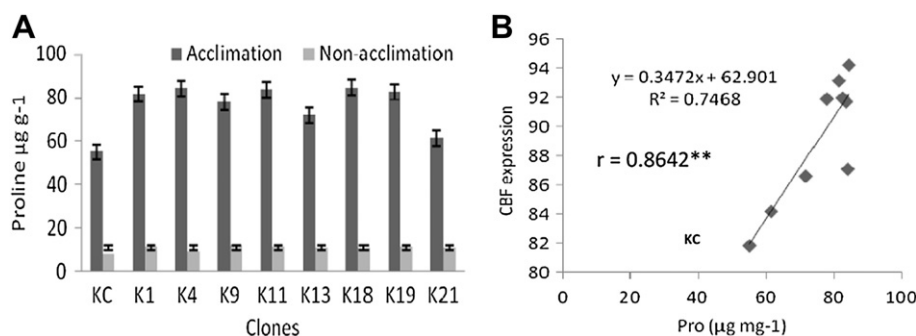 A
Acclimation
Non-acclimation
Proline µg g-1
100
80
60
40
20
0
KC K1 K4 K9 K11 K13 K18 K19 K21
Clones
B
CBF expression
96
94
92
90
88
86
84
82
80
y = 0.3472x + 62.901
R² = 0.7468
r = 0.8642**
KC
0 20 40 60 80 100
Pro (µg mg-1)